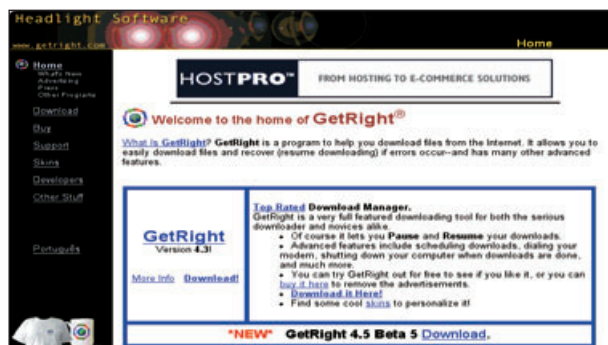 Headlight Software
www.getright.com
Home
Home
What's New
Advertising
Press
Other Programs
Download
Buy
Support
Skins
Developers
Other Stuff
Português
HOSTPRO™ FROM HOSTING TO E-COMMERCE SOLUTIONS
Welcome to the home of GetRight®
What is GetRight? GetRight is a program to help you download files from the Internet. It allows you to
easily download files and recover (resume downloading) if errors occur--and has many other advanced
features.
GetRight
Version 4.3!
More Info Download!
Top Rated Download Manager.
GetRight is a very full featured downloading tool for both the serious
downloader and novices alike.
• Of course it lets you Pause and Resume your downloads.
• Advanced features include scheduling downloads, dialing your
modem, shutting down your computer when downloads are done,
and much more.
• You can try GetRight out for free to see if you like it, or you can
buy it here to remove the advertisements.
• Download it Here!
• Find some cool skins to personalize it!
*NEW* GetRight 4.5 Beta 5 Download.